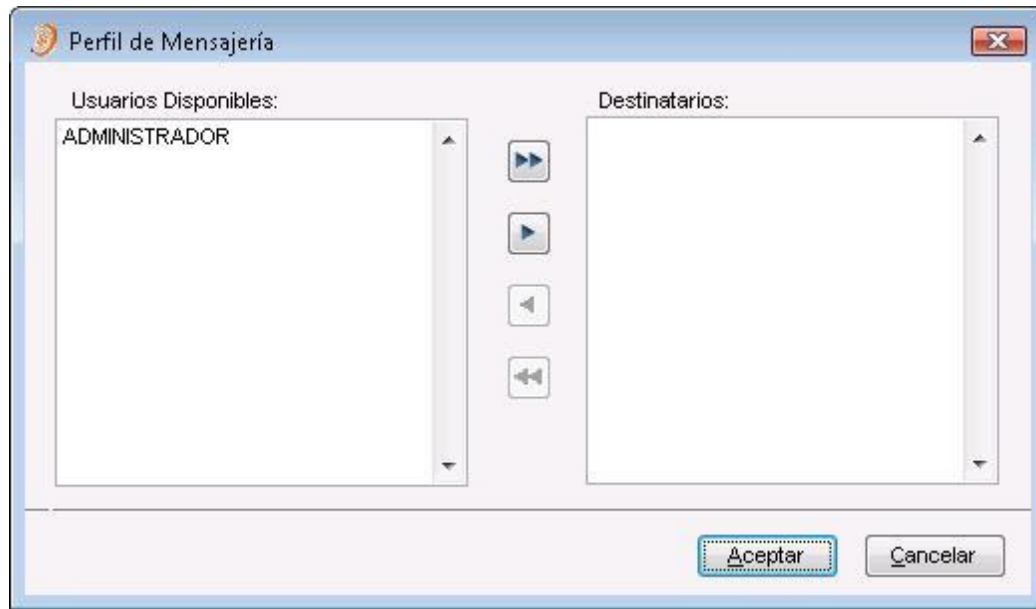 Perfil de Mensajería
Usuarios Disponibles:
Destinatarios:
ADMINISTRADOR
Aceptar
Cancelar